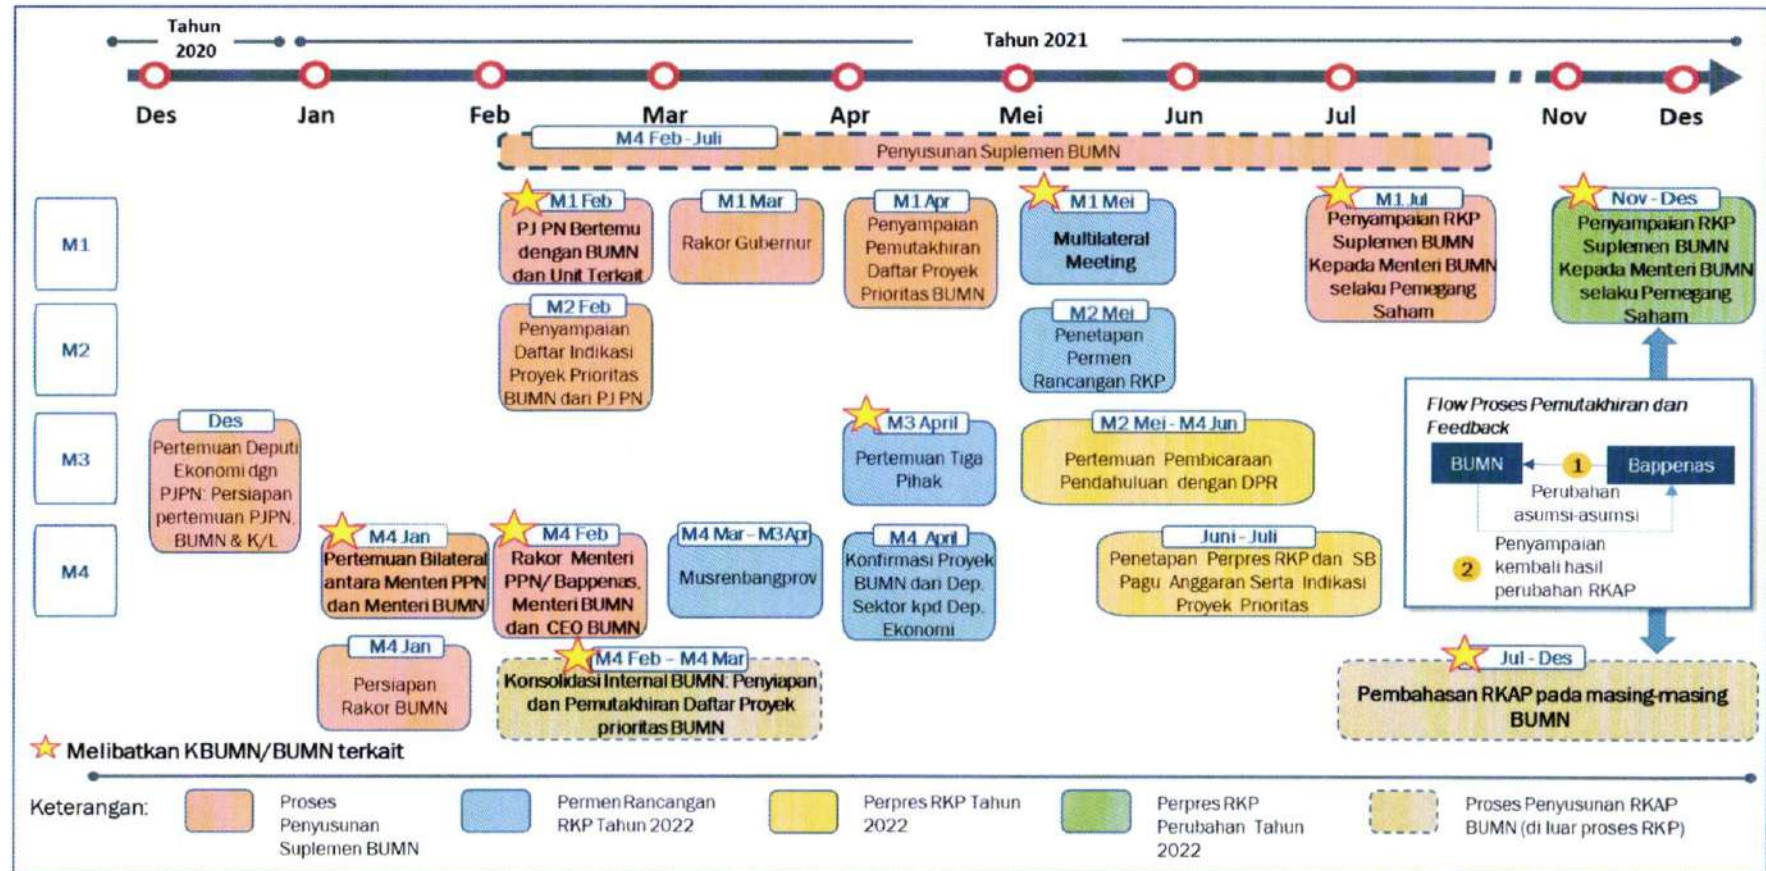 Tahun
2020
Tahun 2021
Des
Jan
Feb
Mar
Apr
Mei
Jun
Jul
Nov
Des
M4 Feb-Juli
Penyusunan Suplemen BUMN
M1
M2
M3
M4
Des
Pertemuan Deputi
Ekonomi dgn
PJPN: Persiapan
pertemuan PJPN,
BUMN & K/L
M4 Jan
Pertemuan Bilateral
antara Menteri PPN
dan Menteri BUMN
M4 Jan
Persiapan
Rakor BUMN
M1 Feb
PJ PN Bertemu
dengan BUMN
dan Unit Terkait
M2 Feb
Penyampaian
Daftar Indikasi
Proyek Prioritas
BUMN dari PJ PN
M4 Feb
Rakor Menteri
PPN/Bappenas,
Menteri BUMN
dan CEO BUMN
M4 Feb – M4 Mar
Konsolidasi Internal BUMN: Penyiapan
dan Pemutakhiran Daftar Proyek
prioritas BUMN
M1 Mar
Rakor Gubernur
M4 Mar – M3 Apr
Musrenbangprov
M1 Apr
Penyampaian
Pemutakhiran
Daftar Proyek
Prioritas BUMN
M3 April
Pertemuan Tiga
Pihak
M4 April
Konfirmasi Proyek
BUMN dari Dep.
Sektor kpd Dep.
Ekonomi
M1 Mei
Multilateral
Meeting
M2 Mei
Penetapan
Permen
Rancangan RKP
M2 Mei - M4 Jun
Pertemuan Pembicaraan
Pendahuluan dengan DPR
Juni - Juli
Penetapan Perpres RKP dan SB
Pagu Anggaran Serta Indikasi
Proyek Prioritas
M1 Jul
Penyampaian RKP
Suplemen BUMN
Kepada Menteri BUMN
selaku Pemegang
Saham
Nov - Des
Penyampaian RKP
Suplemen BUMN
Kepada Menteri BUMN
selaku Pemegang
Saham
Flow Proses Pemutakhiran dan
Feedback
BUMN
1
Bappenas
Perubahan
asumsi-asumsi
2
Penyampaian
kembali hasil
perubahan RKAP
Jul - Des
Pembahasan RKAP pada masing-masing
BUMN
Melibatkan KBUMN/BUMN terkait
Keterangan:
Proses
Penyusunan
Suplemen BUMN
Permen Rancangan
RKP Tahun 2022
Perpres RKP Tahun
2022
Perpres RKP
Perubahan Tahun
2022
Proses Penyusunan RKAP
BUMN (di luar proses RKP)